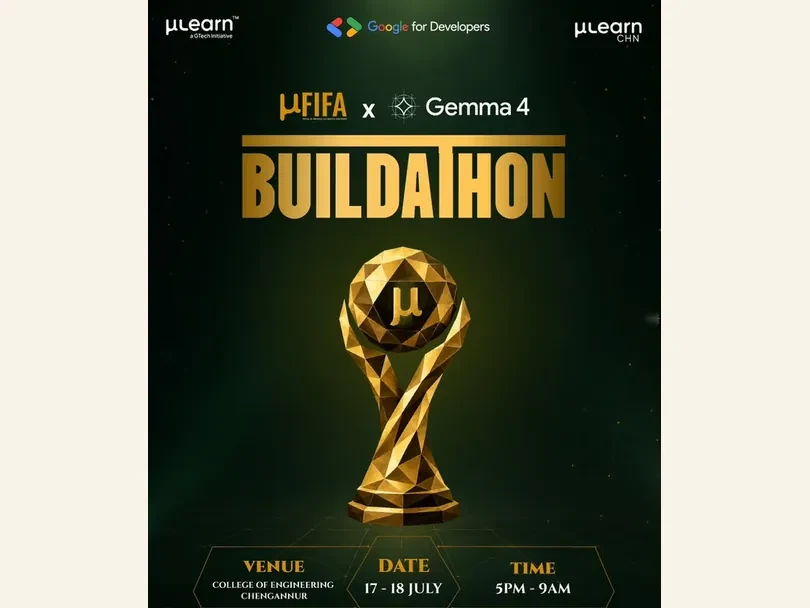 µLearn™
a GTech Initiative
Google for Developers
µLearn
CHN
µFIFA
x
Gemma 4
BUILDATHON
µ
VENUE
COLLEGE OF ENGINEERING
CHENGANNUR
DATE
17 - 18 JULY
TIME
5PM - 9AM